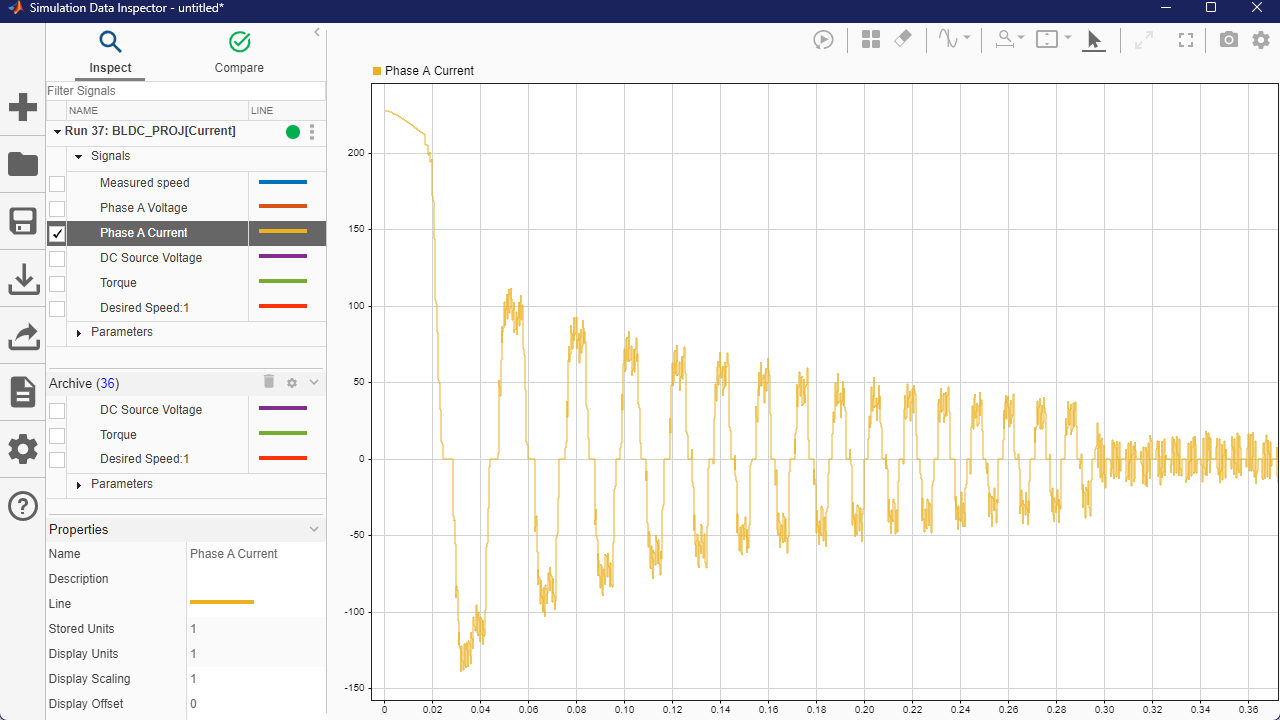 Simulation Data Inspector - untitled*
Inspect
Compare
Filter Signals
NAME LINE
Run 37: BLDC_PROJ[Current]
Signals
Measured speed
Phase A Voltage
Phase A Current
DC Source Voltage
Torque
Desired Speed:1
Parameters
Archive (36)
DC Source Voltage
Torque
Desired Speed:1
Parameters
Properties
Name Phase A Current
Description
Line
Stored Units 1
Display Units 1
Display Scaling 1
Display Offset 0
Phase A Current
200
150
100
50
0
-50
-100
-150
0 0.02 0.04 0.06 0.08 0.10 0.12 0.14 0.16 0.18 0.20 0.22 0.24 0.26 0.28 0.30 0.32 0.34 0.36